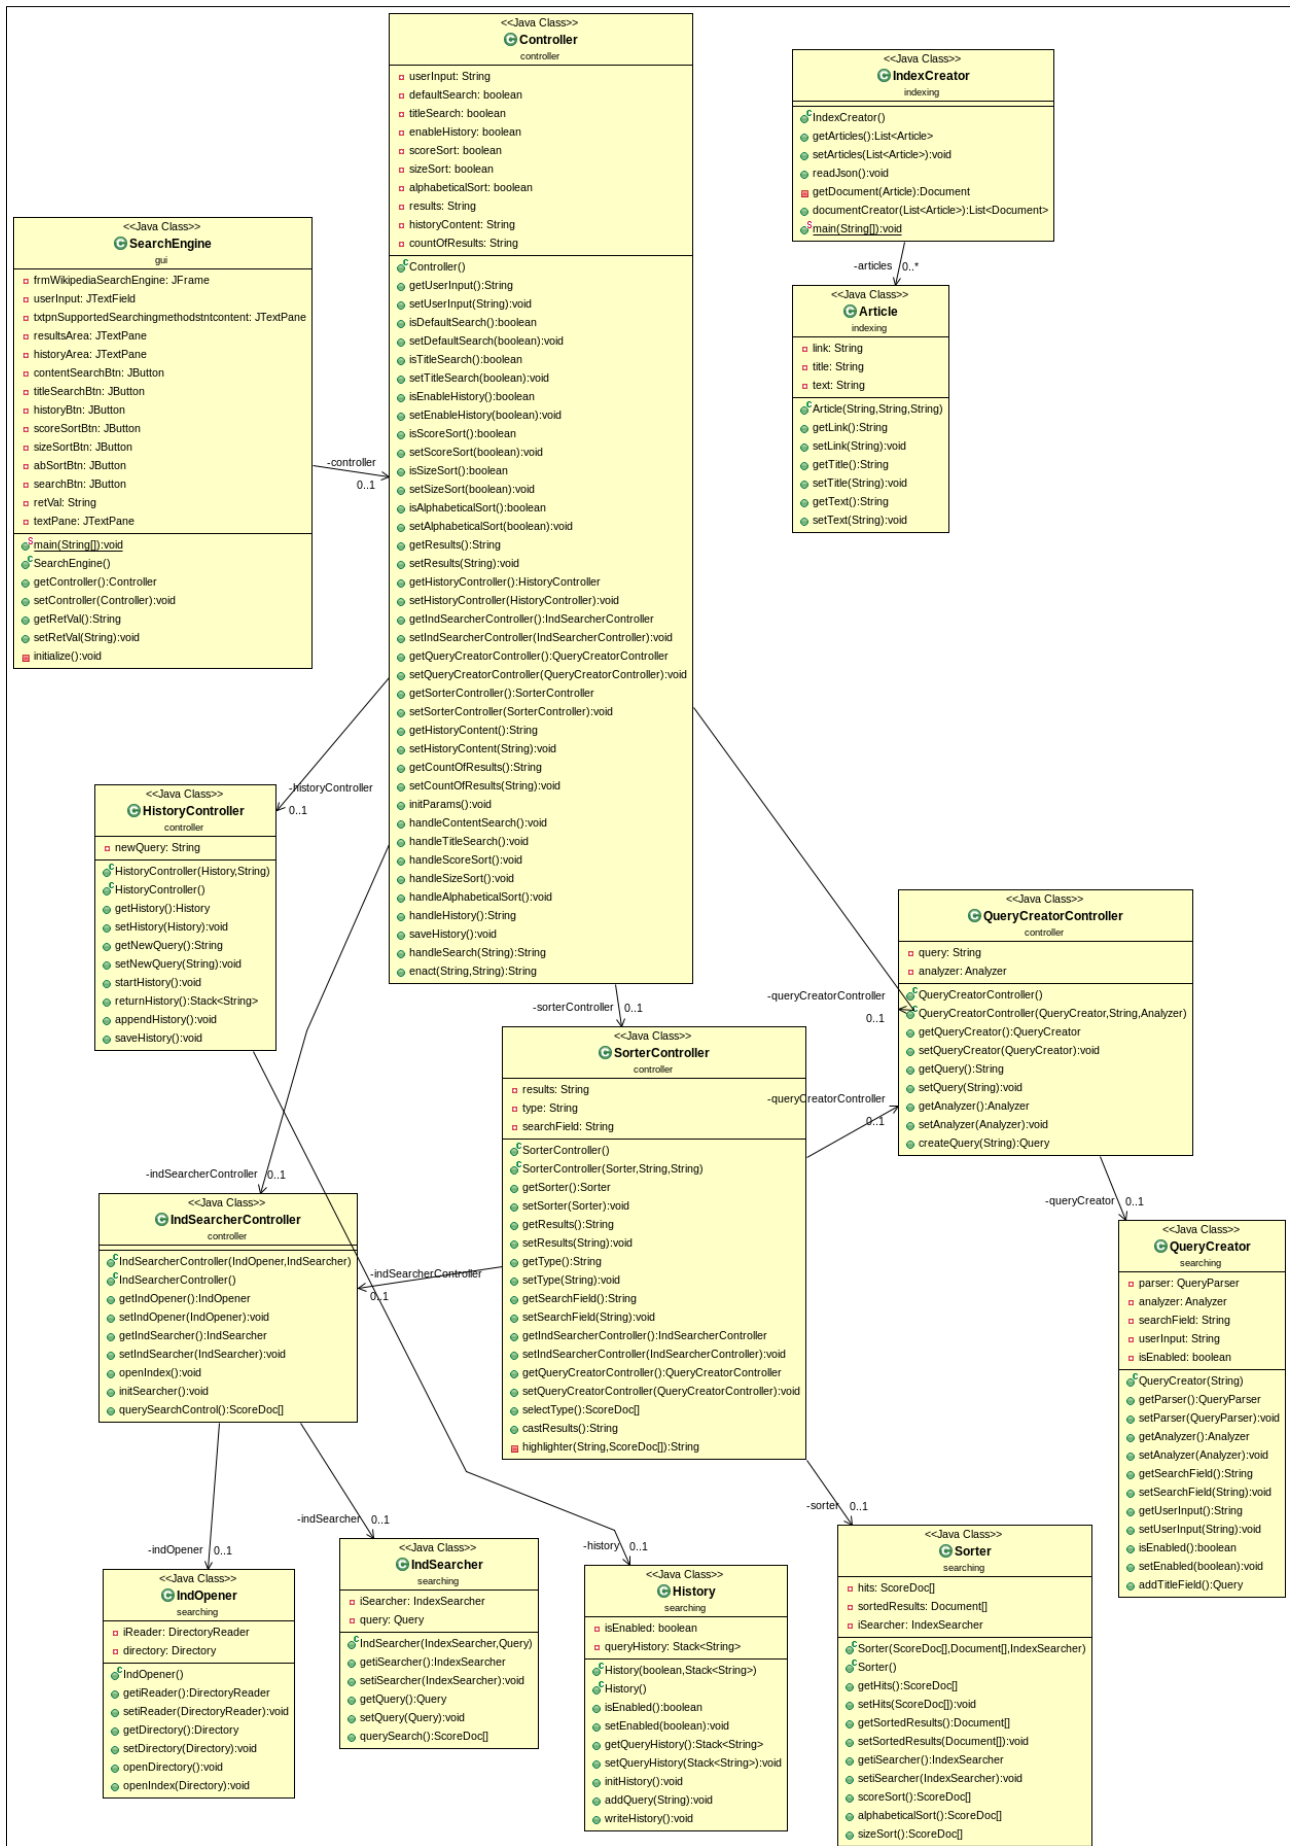 <<Java Class>>
Controller
controller
userInput: String
defaultSearch: boolean
titleSearch: boolean
enableHistory: boolean
scoreSort: boolean
sizeSort: boolean
alphabeticalSort: boolean
results: String
historyContent: String
countOfResults: String
Controller()
getUserInput():String
setUserInput(String):void
isDefaultSearch():boolean
setDefaultSearch(boolean):void
isTitleSearch():boolean
setTitleSearch(boolean):void
isEnableHistory():boolean
setEnableHistory(boolean):void
isScoreSort():boolean
setScoreSort(boolean):void
isSizeSort():boolean
setSizeSort(boolean):void
isAlphabeticalSort():boolean
setAlphabeticalSort(boolean):void
getResults():String
setResults(String):void
getHistoryController():HistoryController
setHistoryController(HistoryController):void
getIndSearcherController():IndSearcherController
setIndSearcherController(IndSearcherController):void
getQueryCreatorController():QueryCreatorController
setQueryCreatorController(QueryCreatorController):void
getSorterController():SorterController
setSorterController(SorterController):void
getHistoryContent():String
setHistoryContent(String):void
getCountOfResults():String
setCountOfResults(String):void
initParams():void
handleContentSearch():void
handleTitleSearch():void
handleScoreSort():void
handleSizeSort():void
handleAlphabeticalSort():void
handleHistory():String
saveHistory():void
handleSearch(String):String
enact(String,String):String
<<Java Class>>
IndexCreator
indexing
IndexCreator()
getArticles():List<Article>
setArticles(List<Article>):void
readJson():void
getDocument(Article):Document
documentCreator(List<Article>):List<Document>
main(String[]):void
-articles 0..*
<<Java Class>>
Article
indexing
link: String
title: String
text: String
Article(String,String,String)
getLink():String
setLink(String):void
getTitle():String
setTitle(String):void
getText():String
setText(String):void
<<Java Class>>
SearchEngine
gui
frmWikipediaSearchEngine: JFrame
userInput: JTextField
txtpnSupportedSearchingmethodstntcontent: JTextPane
resultsArea: JTextPane
historyArea: JTextPane
contentSearchBtn: JButton
titleSearchBtn: JButton
historyBtn: JButton
scoreSortBtn: JButton
sizeSortBtn: JButton
abSortBtn: JButton
searchBtn: JButton
retVal: String
textPane: JTextPane
main(String[]):void
SearchEngine()
getController():Controller
setController(Controller):void
getRetVal():String
setRetVal(String):void
initialize():void
-controller
0..1
-historyController
0..1
<<Java Class>>
HistoryController
controller
newQuery: String
HistoryController(History,String)
HistoryController()
getHistory():History
setHistory(History):void
getNewQuery():String
setNewQuery(String):void
startHistory():void
returnHistory():Stack<String>
appendHistory():void
saveHistory():void
-queryCreatorController
0..1
<<Java Class>>
QueryCreatorController
controller
query: String
analyzer: Analyzer
QueryCreatorController()
QueryCreatorController(QueryCreator,String,Analyzer)
getQueryCreator():QueryCreator
setQueryCreator(QueryCreator):void
getQuery():String
setQuery(String):void
getAnalyzer():Analyzer
setAnalyzer(Analyzer):void
createQuery(String):Query
-sorterController 0..1
<<Java Class>>
SorterController
controller
results: String
type: String
searchField: String
SorterController()
SorterController(Sorter,String,String)
getSorter():Sorter
setSorter(Sorter):void
getResults():String
setResults(String):void
getType():String
setType(String):void
getSearchField():String
setSearchField(String):void
getIndSearcherController():IndSearcherController
setIndSearcherController(IndSearcherController):void
getQueryCreatorController():QueryCreatorController
setQueryCreatorController(QueryCreatorController):void
selectType():ScoreDoc[]
castResults():String
highlighter(String,ScoreDoc[]):String
-queryCreatorController
0..1
-indSearcherController 0..1
<<Java Class>>
IndSearcherController
controller
IndSearcherController(IndOpener,IndSearcher)
IndSearcherController()
getIndOpener():IndOpener
setIndOpener(IndOpener):void
getIndSearcher():IndSearcher
setIndSearcher(IndSearcher):void
openIndex():void
initSearcher():void
querySearchControl():ScoreDoc[]
-indSearcherController
0..1
-queryCreator 0..1
<<Java Class>>
QueryCreator
searching
parser: QueryParser
analyzer: Analyzer
searchField: String
userInput: String
isEnabled: boolean
QueryCreator(String)
getParser():QueryParser
setParser(QueryParser):void
getAnalyzer():Analyzer
setAnalyzer(Analyzer):void
getSearchField():String
setSearchField(String):void
getUserInput():String
setUserInput(String):void
isEnabled():boolean
setEnabled(boolean):void
addTitleField():Query
-indOpener 0..1
<<Java Class>>
IndOpener
searching
iReader: DirectoryReader
directory: Directory
IndOpener()
getiReader():DirectoryReader
setiReader(DirectoryReader):void
getDirectory():Directory
setDirectory(Directory):void
openDirectory():void
openIndex(Directory):void
-indSearcher 0..1
<<Java Class>>
IndSearcher
searching
iSearcher: IndexSearcher
query: Query
IndSearcher(IndexSearcher,Query)
getiSearcher():IndexSearcher
setiSearcher(IndexSearcher):void
getQuery():Query
setQuery(Query):void
querySearch():ScoreDoc[]
-history 0..1
<<Java Class>>
History
searching
isEnabled: boolean
queryHistory: Stack<String>
History(boolean,Stack<String>)
History()
isEnabled():boolean
setEnabled(boolean):void
getQueryHistory():Stack<String>
setQueryHistory(Stack<String>):void
initHistory():void
addQuery(String):void
writeHistory():void
-sorter 0..1
<<Java Class>>
Sorter
searching
hits: ScoreDoc[]
sortedResults: Document[]
iSearcher: IndexSearcher
Sorter(ScoreDoc[],Document[],IndexSearcher)
Sorter()
getHits():ScoreDoc[]
setHits(ScoreDoc[]):void
getSortedResults():Document[]
setSortedResults(Document[]):void
getiSearcher():IndexSearcher
setiSearcher(IndexSearcher):void
scoreSort():ScoreDoc[]
alphabeticalSort():ScoreDoc[]
sizeSort():ScoreDoc[]